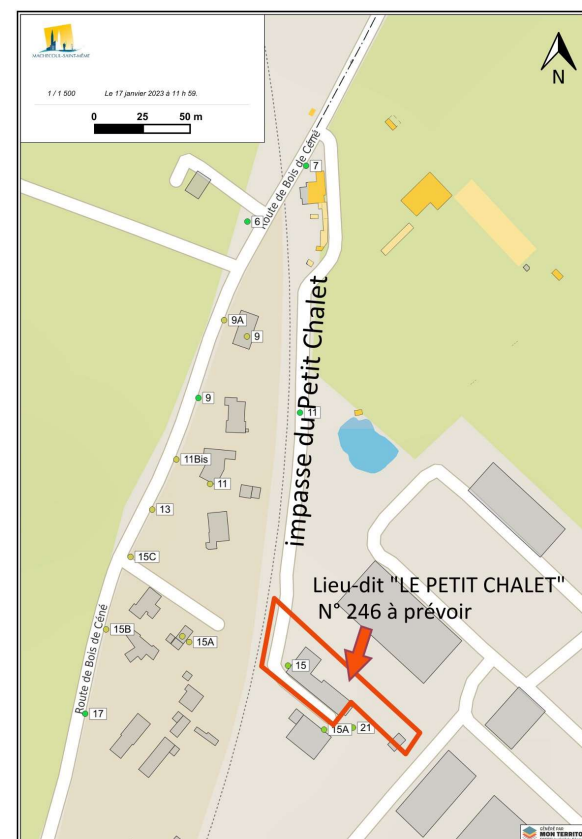 MACHECOUL-SAINT-MÊME
1 / 1 500
Le 17 janvier 2023 à 11 h 59.
0 25 50 m
N
Route de Bois de Céné
7
6
9A
9
impasse du Petit Chalet
9
11
11Bis
11
13
15C
Lieu-dit "LE PETIT CHALET"
N° 246 à prévoir
15B
15A
15
Route de Bois de Céné
17
15A
21
MON TERRITO